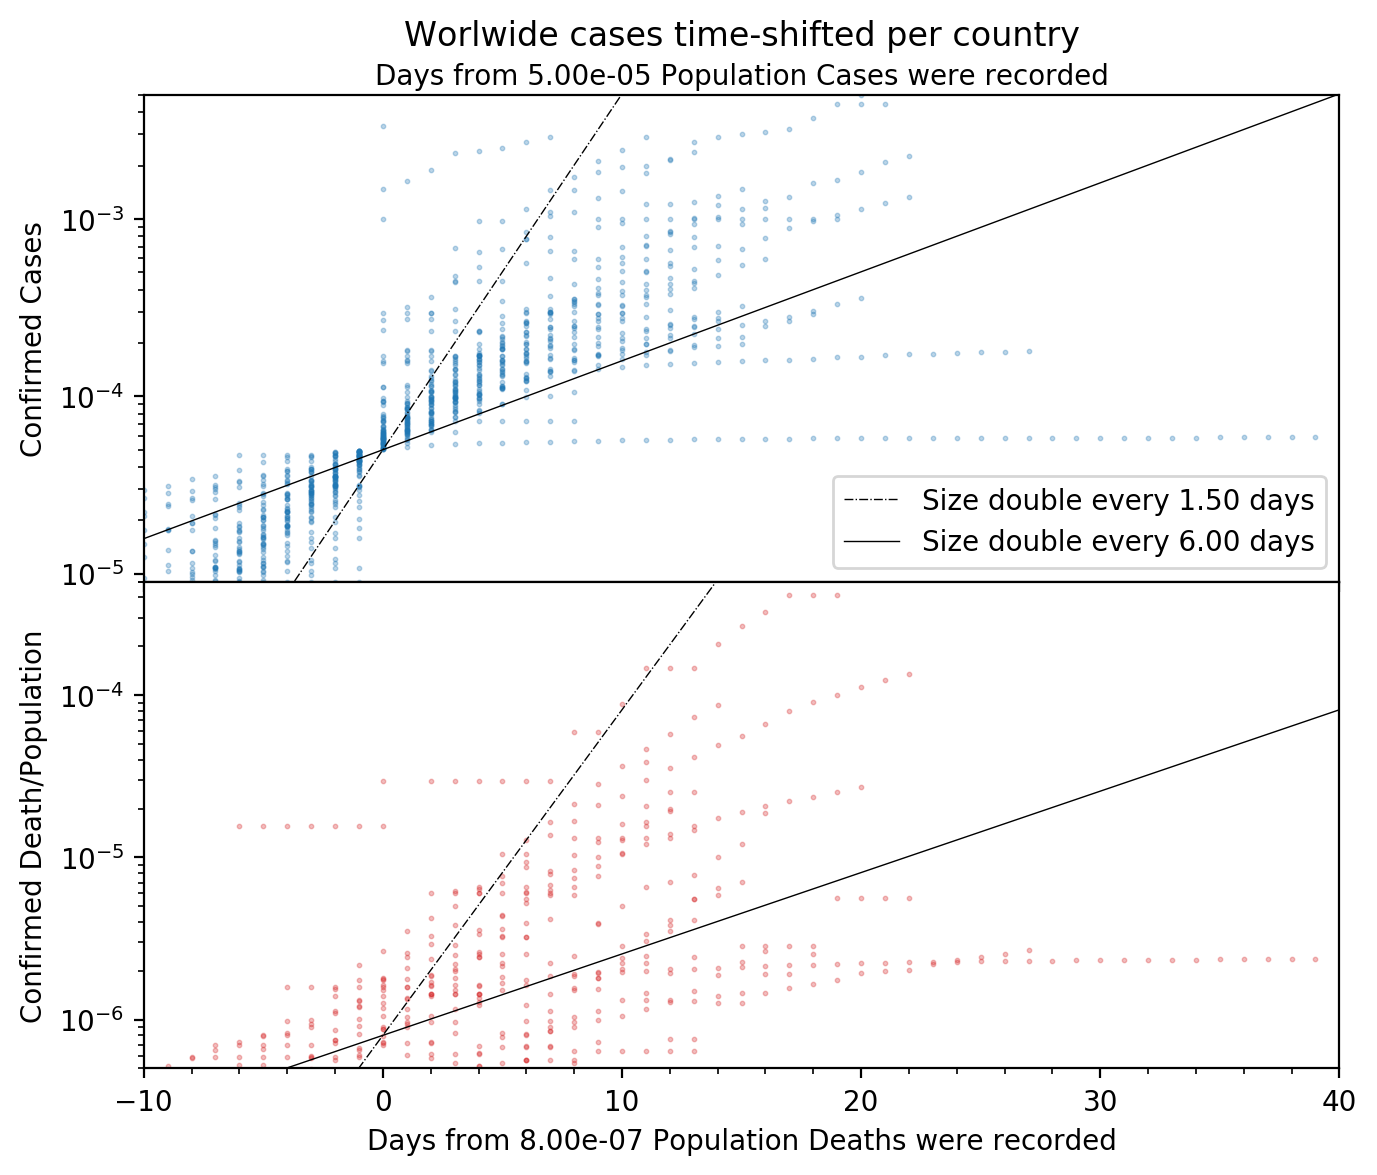 Worlwide cases time-shifted per country
Days from 5.00e-05 Population Cases were recorded
Confirmed Cases
10⁻³
10⁻⁴
10⁻⁵
Size double every 1.50 days
Size double every 6.00 days
Confirmed Death/Population
10⁻⁴
10⁻⁵
10⁻⁶
−10 0 10 20 30 40
Days from 8.00e-07 Population Deaths were recorded